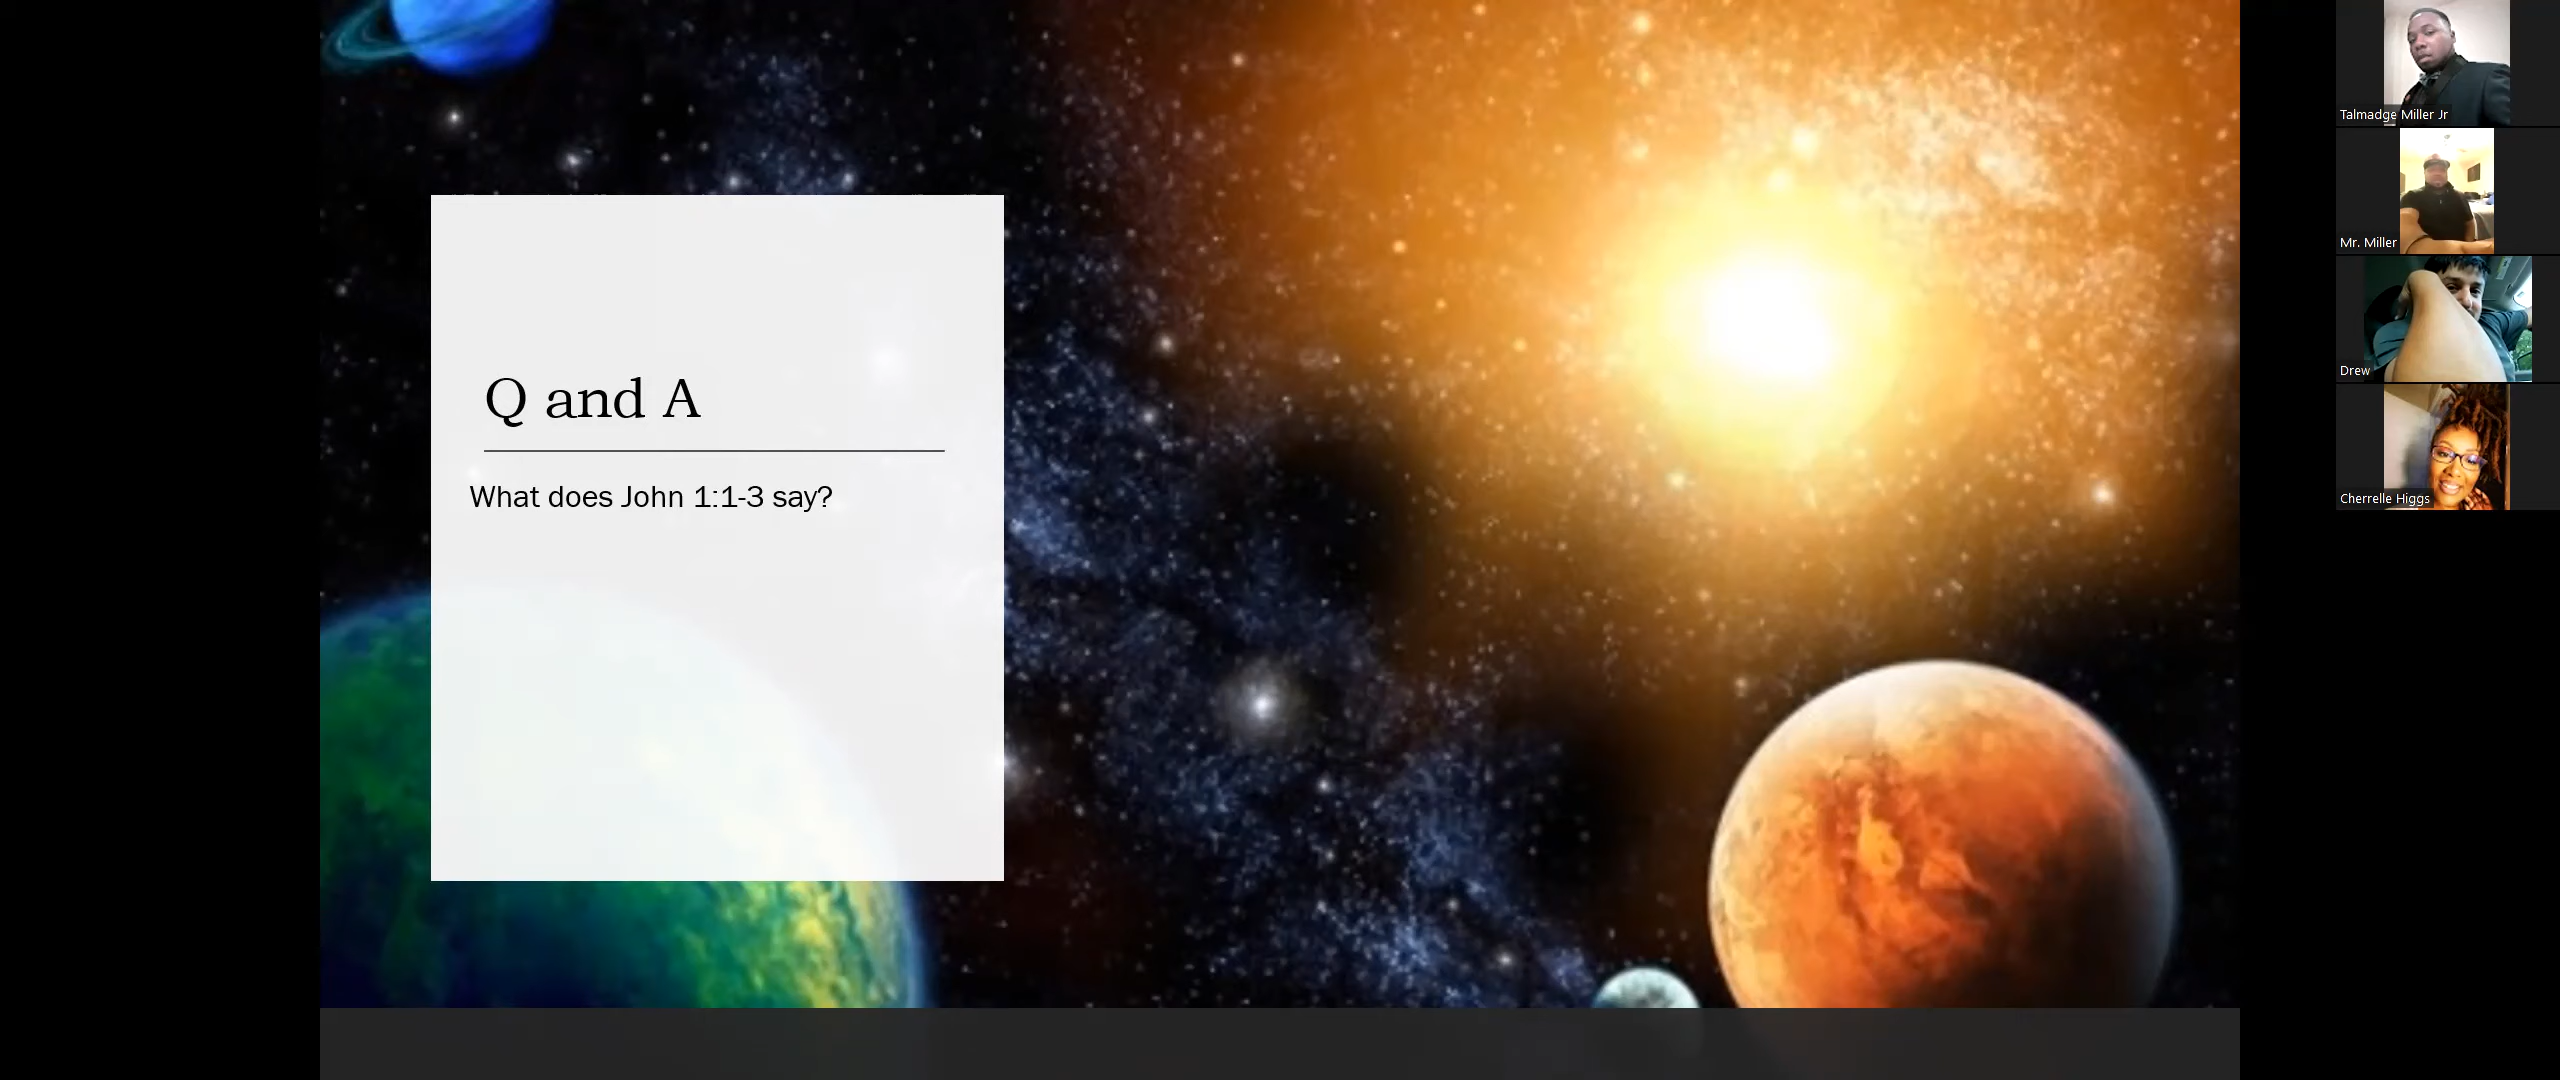 Q and A
What does John 1:1-3 say?
Talmadge Miller Jr
Mr. Miller
Drew
Cherrelle Higgs